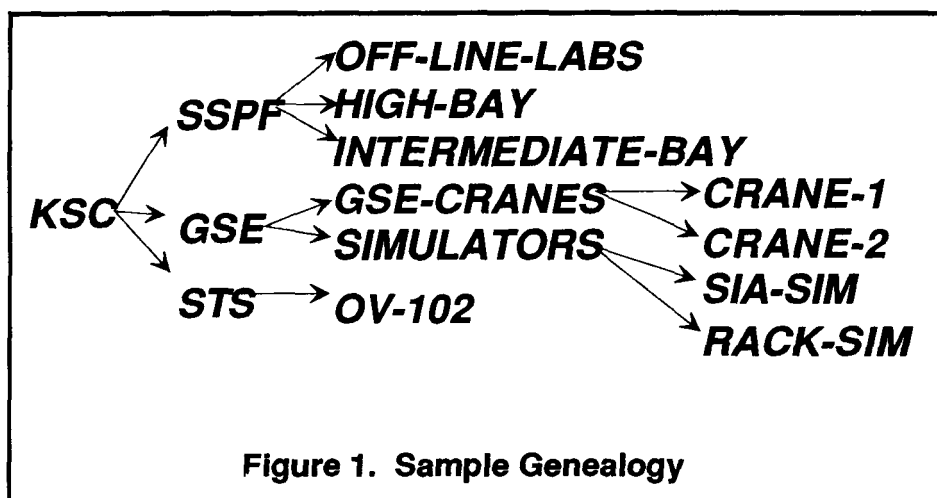 OFF-LINE-LABS
SSPF
HIGH-BAY
INTERMEDIATE-BAY
KSC
GSE
GSE-CRANES
CRANE-1
SIMULATORS
CRANE-2
SIA-SIM
STS
OV-102
RACK-SIM
Figure 1. Sample Genealogy